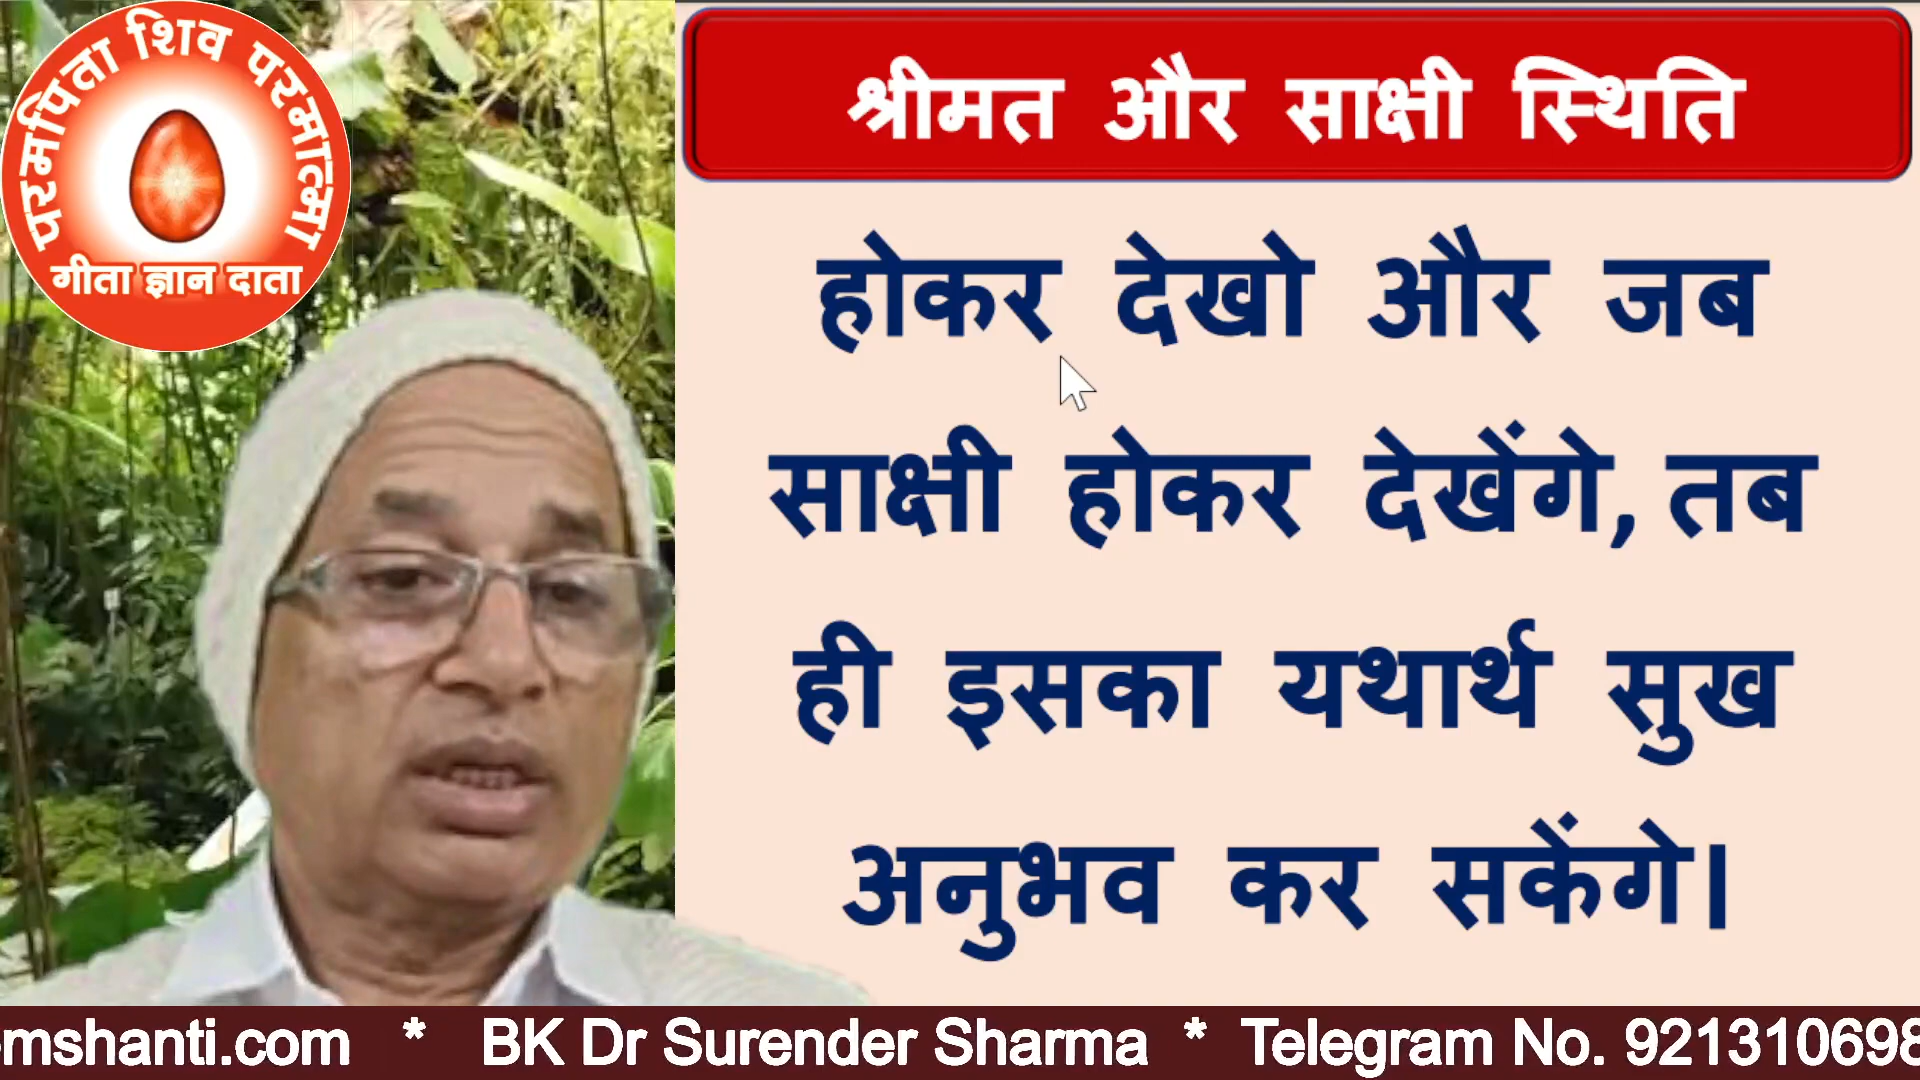 परमपिता शिव परमात्मा
गीता ज्ञान दाता
श्रीमत और साक्षी स्थिति
होकर देखो और जब
साक्षी होकर देखेंगे, तब
ही इसका यथार्थ सुख
अनुभव कर सकेंगे।
mshanti.com * BK Dr Surender Sharma * Telegram No. 921310698